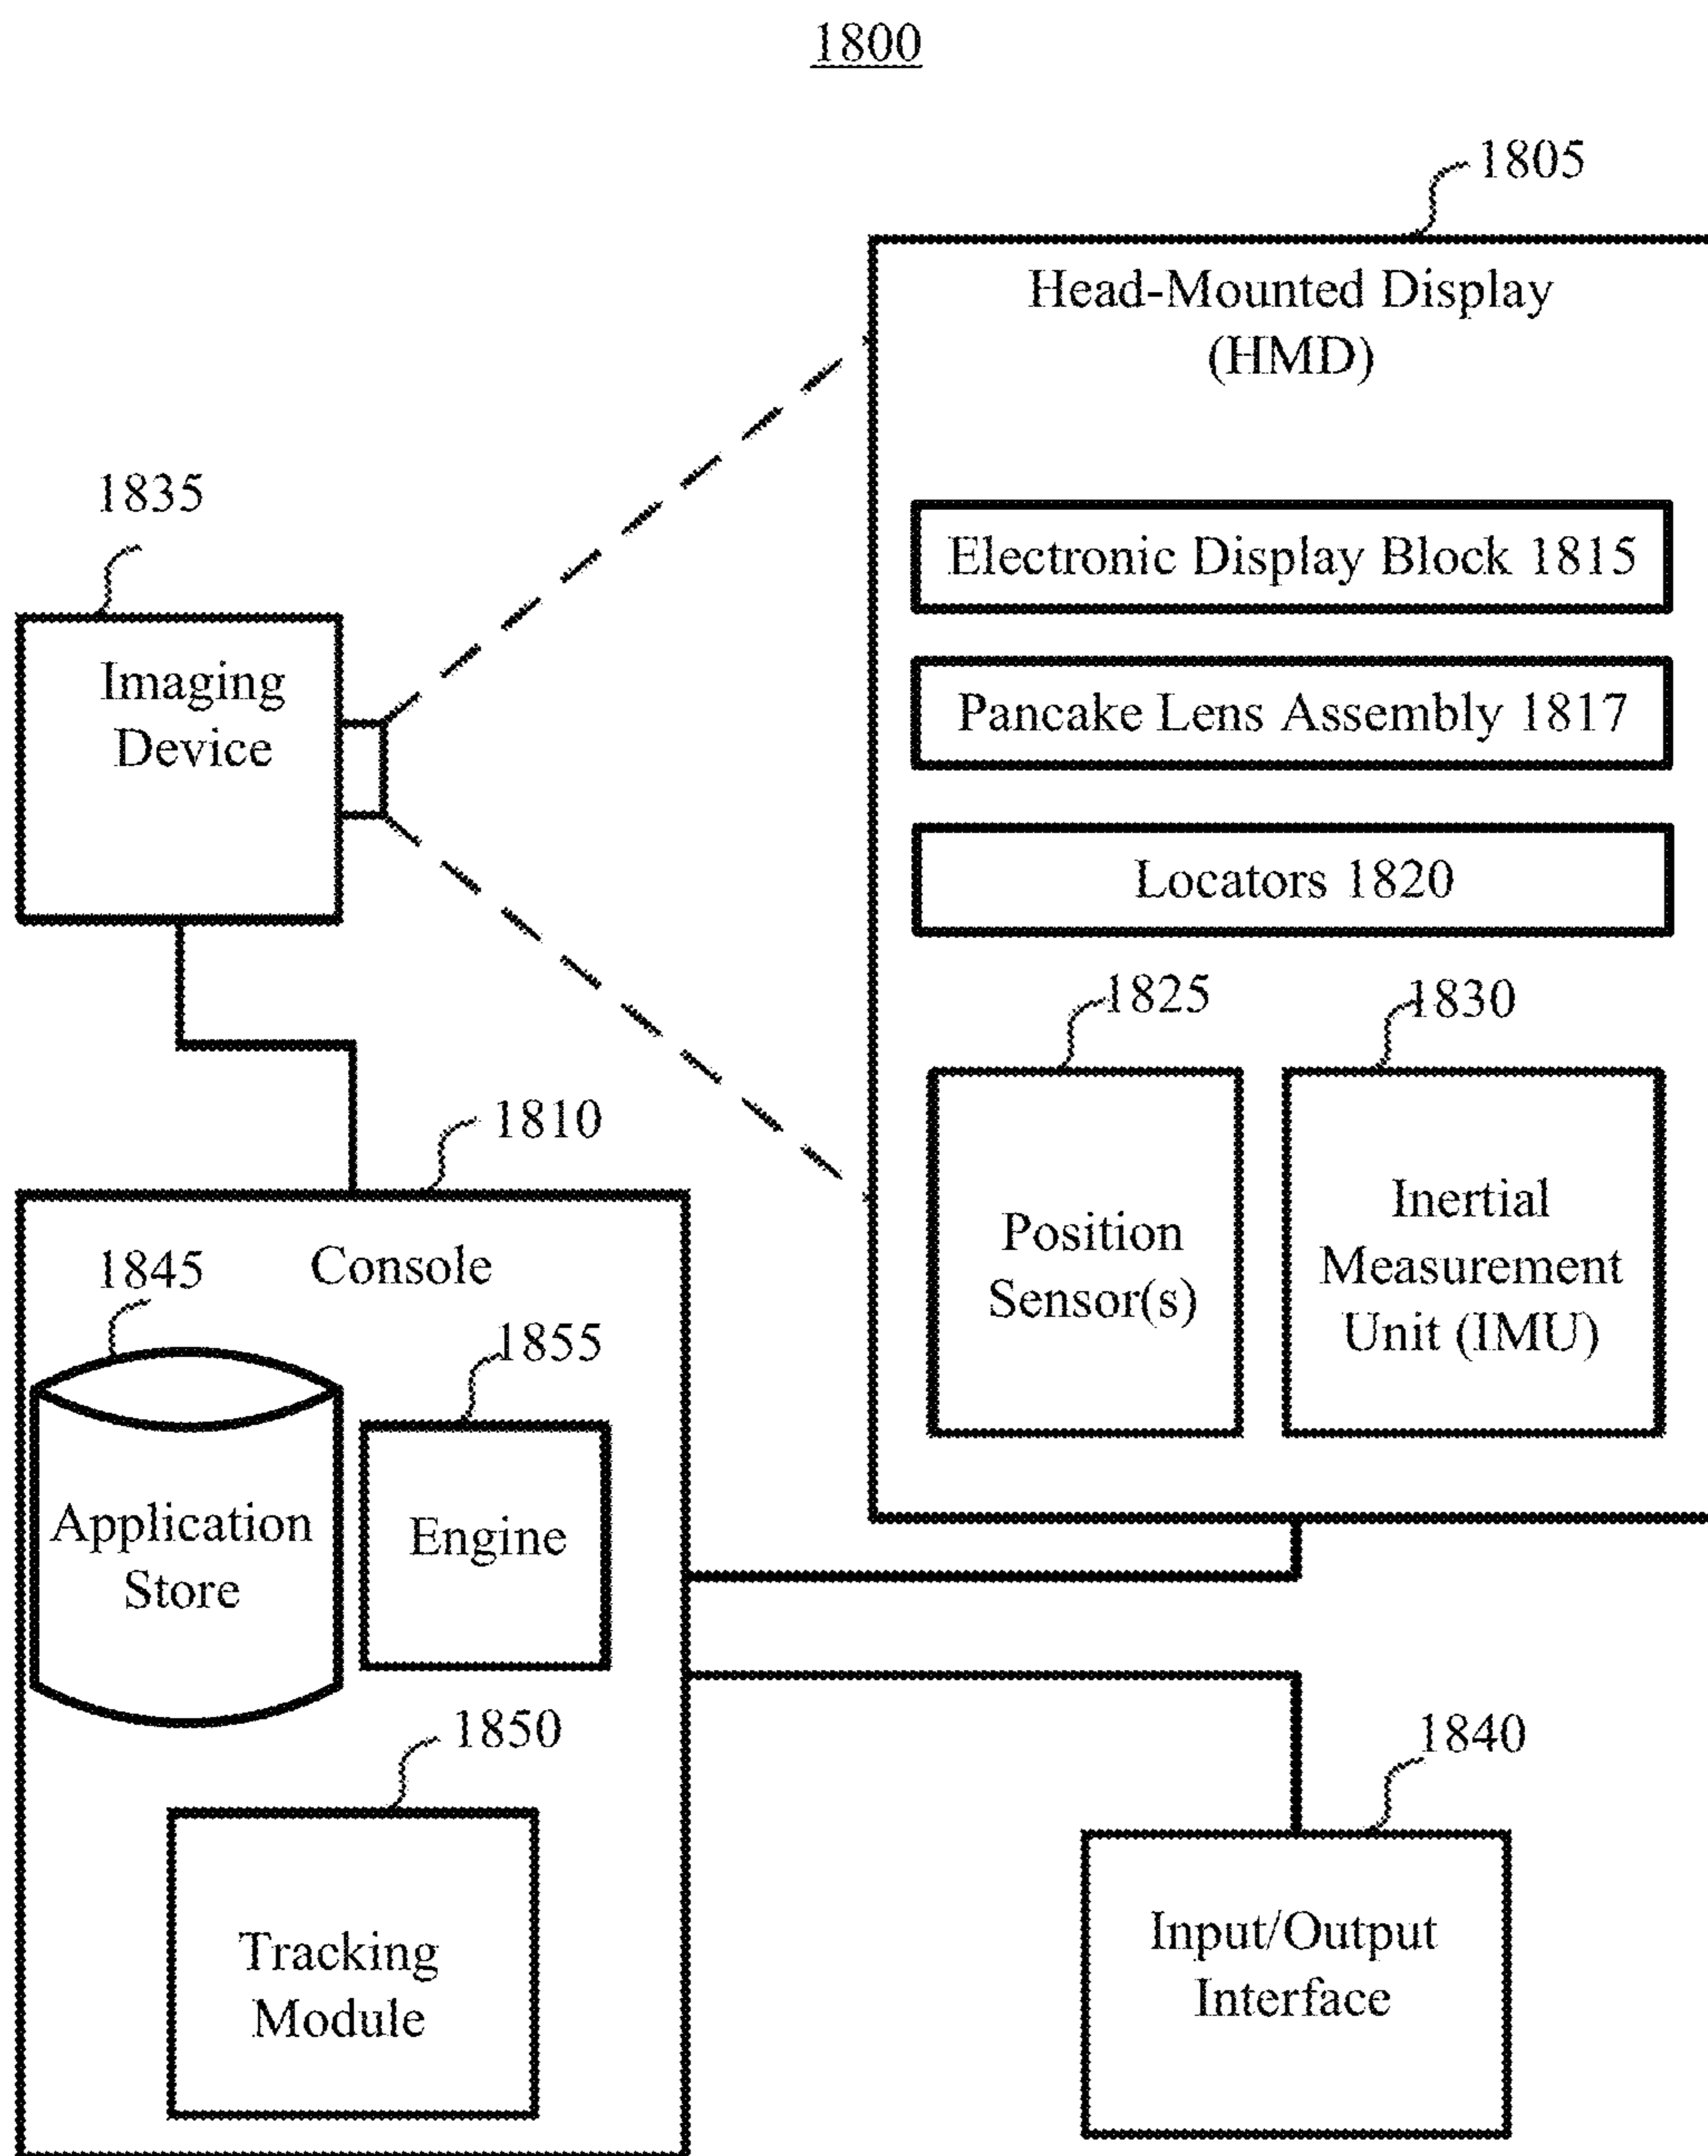 1800
1805
Head-Mounted Display
(HMD)
1835
Imaging
Device
Electronic Display Block 1815
Pancake Lens Assembly 1817
Locators 1820
1825
1830
Position
Sensor(s)
Inertial
Measurement
Unit (IMU)
1810
Console
1845
1855
Application
Store
Engine
1850
Tracking
Module
1840
Input/Output
Interface